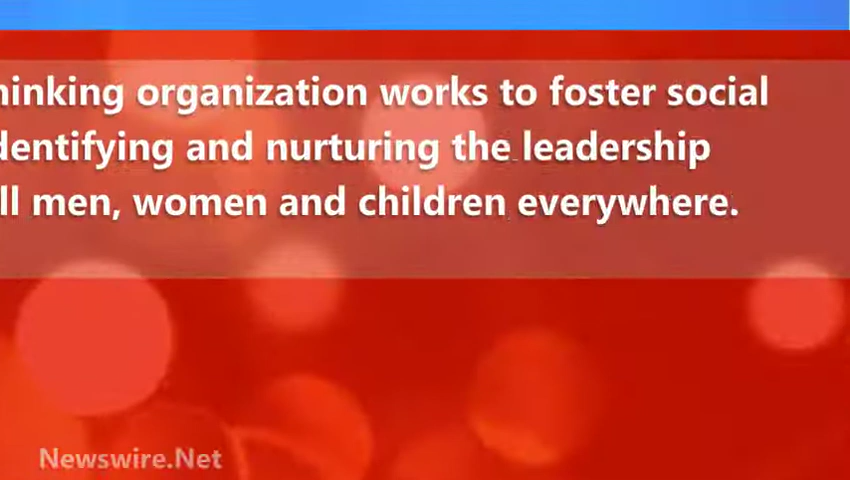 hinking organization works to foster social
dentifying and nurturing the leadership
ll men, women and children everywhere.
Newswire.Net